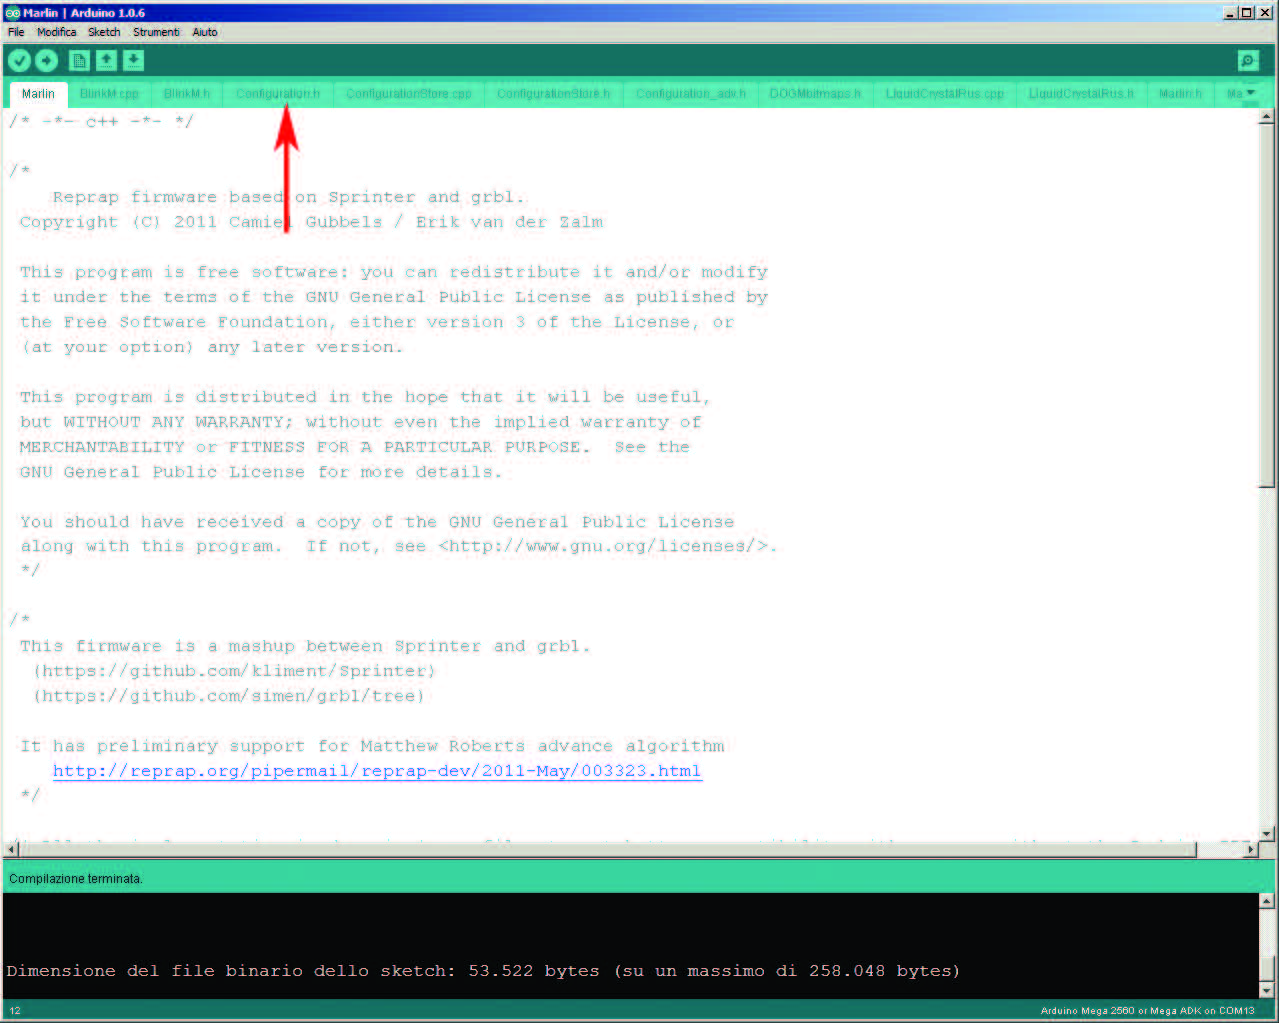 Marlin | Arduino 1.0.6
File Modifica Sketch Strumenti Aiuto
Marlin BlinkM.cpp BlinkM.h Configuration.h ConfigurationStore.cpp ConfigurationStore.h Configuration_adv.h DOGMbitmaps.h LiquidCrystalRus.cpp LiquidCrystalRus.h Marlin.h Ma
/* -*- c++ -*- */
/*
Reprap firmware based on Sprinter and grbl.
Copyright (C) 2011 Camiel Gubbels / Erik van der Zalm
This program is free software: you can redistribute it and/or modify
it under the terms of the GNU General Public License as published by
the Free Software Foundation, either version 3 of the License, or
(at your option) any later version.
This program is distributed in the hope that it will be useful,
but WITHOUT ANY WARRANTY; without even the implied warranty of
MERCHANTABILITY or FITNESS FOR A PARTICULAR PURPOSE.  See the
GNU General Public License for more details.
You should have received a copy of the GNU General Public License
along with this program.  If not, see <http://www.gnu.org/licenses/>.
*/
/*
This firmware is a mashup between Sprinter and grbl.
(https://github.com/kliment/Sprinter)
(https://github.com/simen/grbl/tree)
It has preliminary support for Matthew Roberts advance algorithm
http://reprap.org/pipermail/reprap-dev/2011-May/003323.html
*/
Compilazione terminata.
Dimensione del file binario dello sketch: 53.522 bytes (su un massimo di 258.048 bytes)
12
Arduino Mega 2560 or Mega ADK on COM13